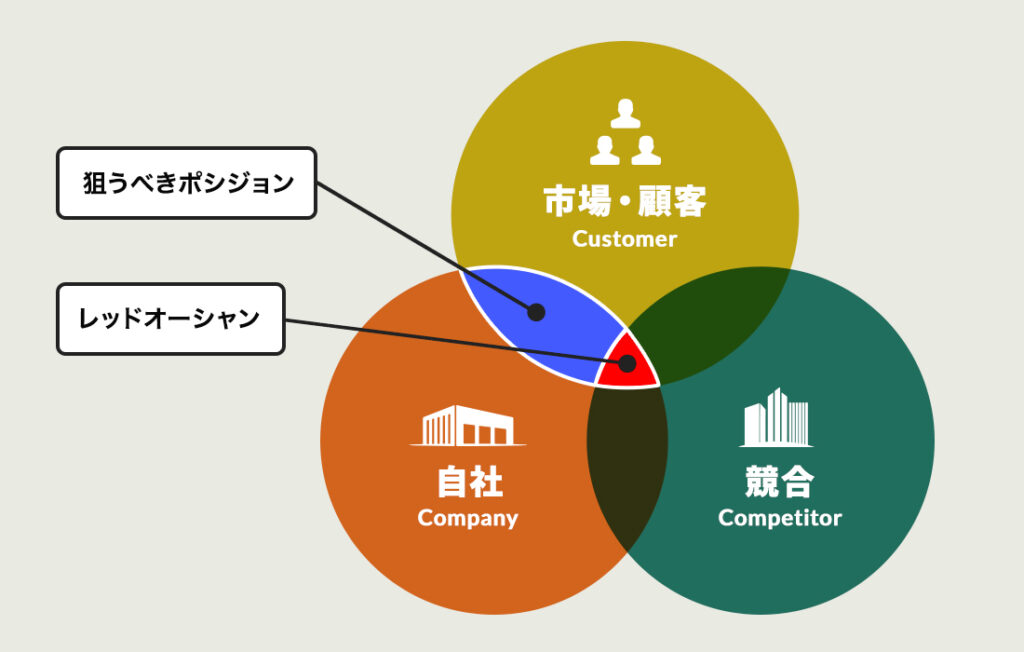 市場・顧客
Customer
狙うべきポシジョン
レッドオーシャン
自社
Company
競合
Competitor